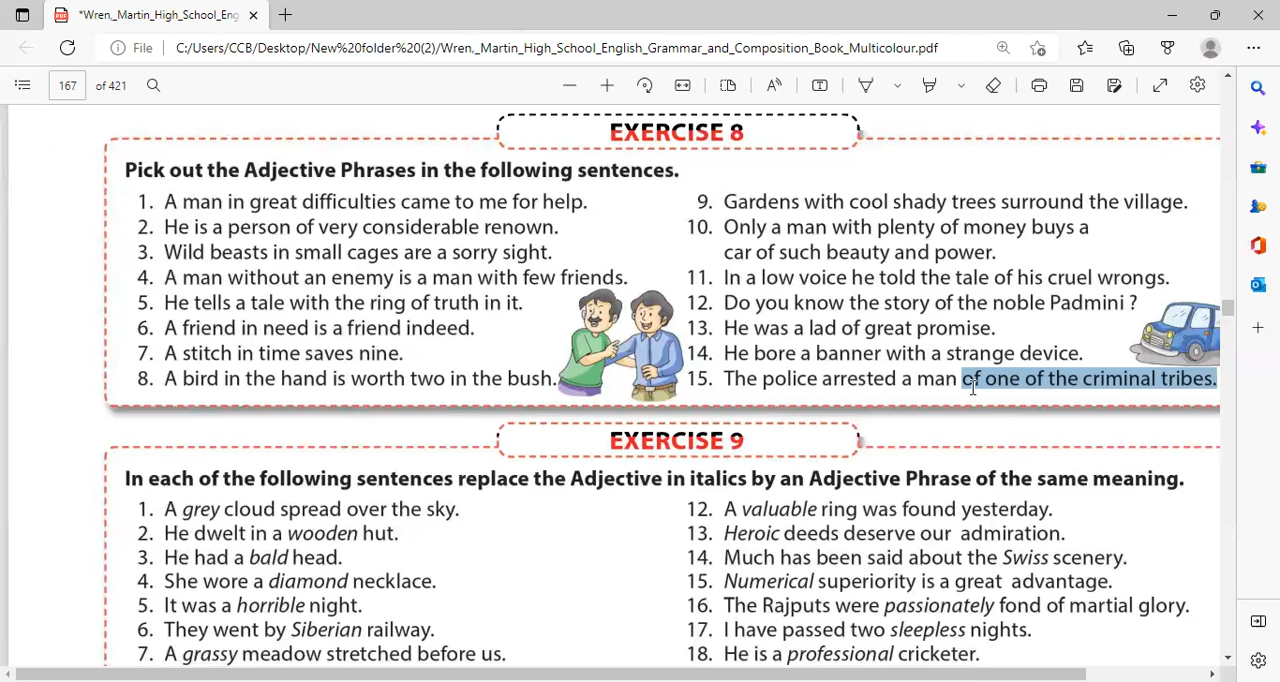 *Wren,_Martin_High_School_Eng
File
C:/Users/CCB/Desktop/New%20folder%20(2)/Wren,_Martin_High_School_English_Grammar_and_Composition_Book_Multicolour.pdf
167 of 421
EXERCISE 8
Pick out the Adjective Phrases in the following sentences.
1. A man in great difficulties came to me for help.
2. He is a person of very considerable renown.
3. Wild beasts in small cages are a sorry sight.
4. A man without an enemy is a man with few friends.
5. He tells a tale with the ring of truth in it.
6. A friend in need is a friend indeed.
7. A stitch in time saves nine.
8. A bird in the hand is worth two in the bush.
9. Gardens with cool shady trees surround the village.
10. Only a man with plenty of money buys a
car of such beauty and power.
11. In a low voice he told the tale of his cruel wrongs.
12. Do you know the story of the noble Padmini ?
13. He was a lad of great promise.
14. He bore a banner with a strange device.
15. The police arrested a man of one of the criminal tribes.
EXERCISE 9
In each of the following sentences replace the Adjective in italics by an Adjective Phrase of the same meaning.
1. A grey cloud spread over the sky.
2. He dwelt in a wooden hut.
3. He had a bald head.
4. She wore a diamond necklace.
5. It was a horrible night.
6. They went by Siberian railway.
7. A grassy meadow stretched before us.
12. A valuable ring was found yesterday.
13. Heroic deeds deserve our admiration.
14. Much has been said about the Swiss scenery.
15. Numerical superiority is a great advantage.
16. The Rajputs were passionately fond of martial glory.
17. I have passed two sleepless nights.
18. He is a professional cricketer.